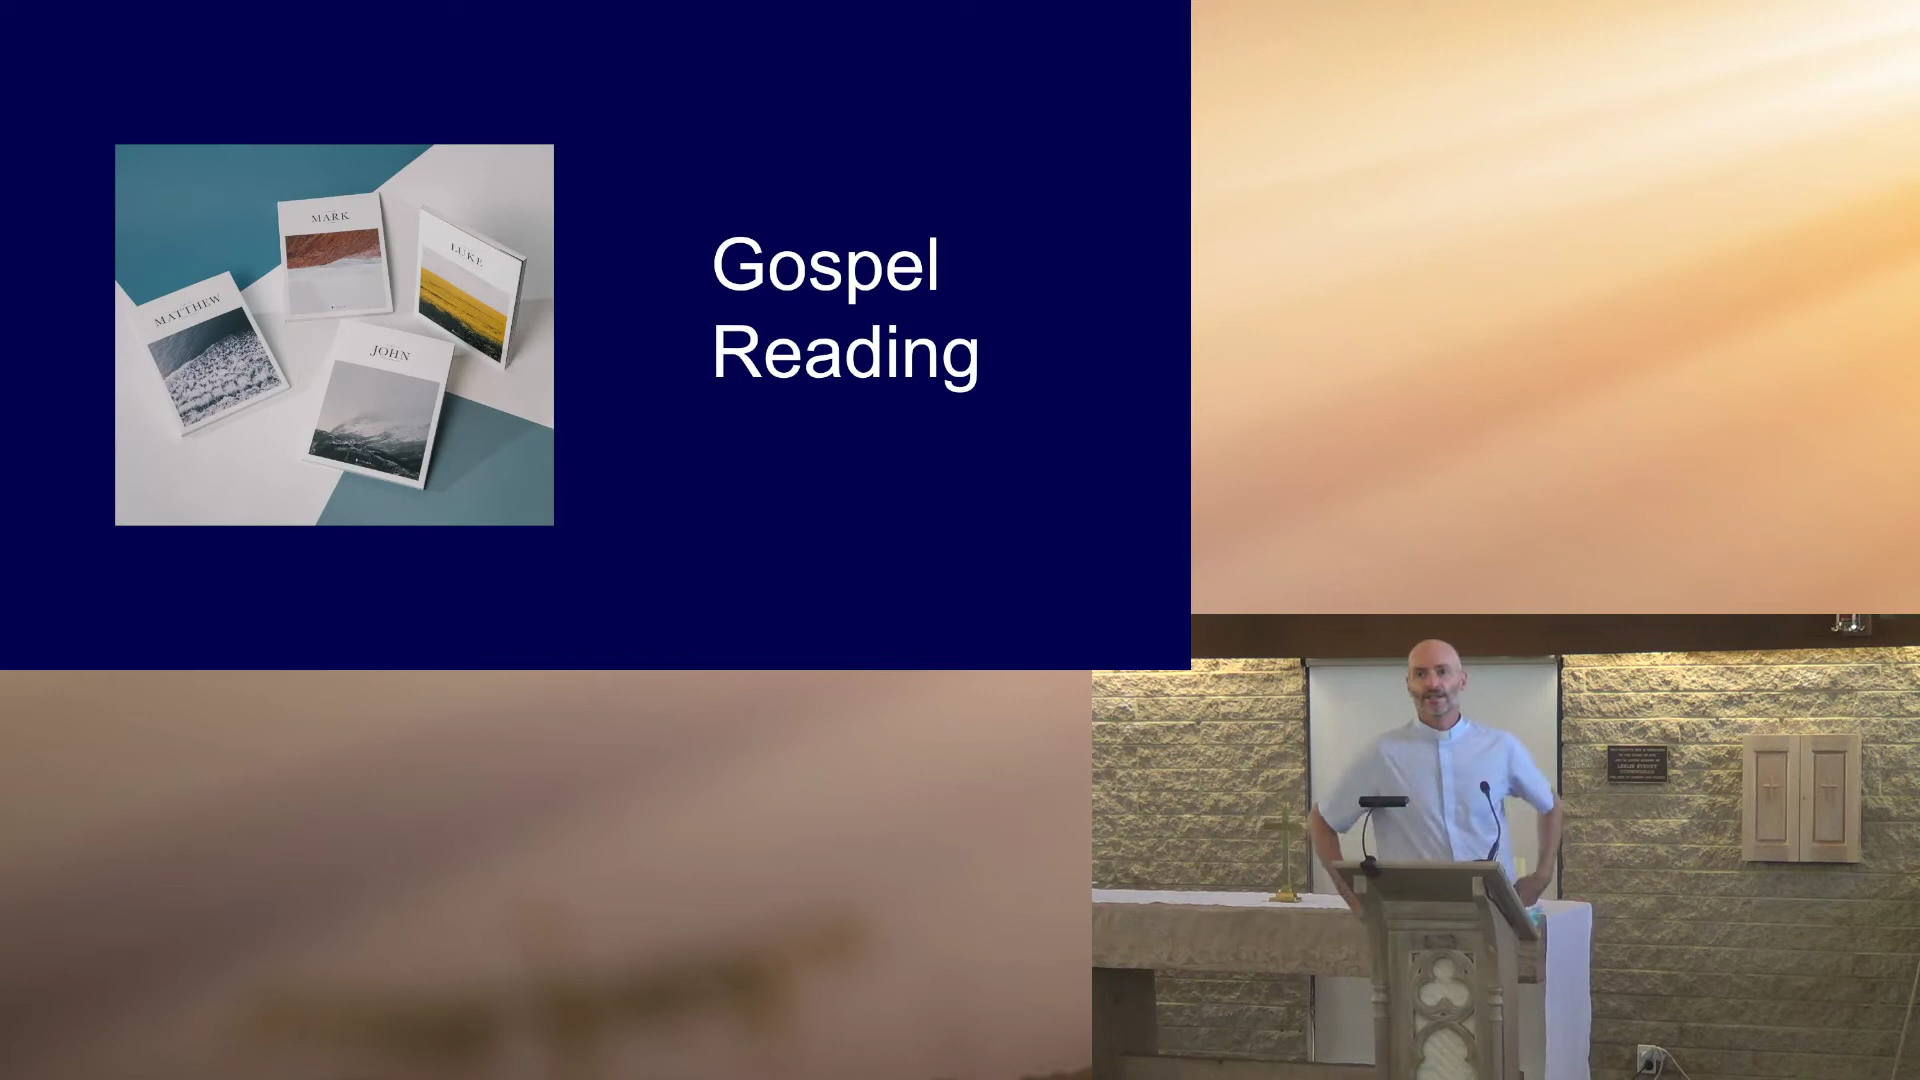 MARK
LUKE
MATTHEW
JOHN
Gospel
Reading